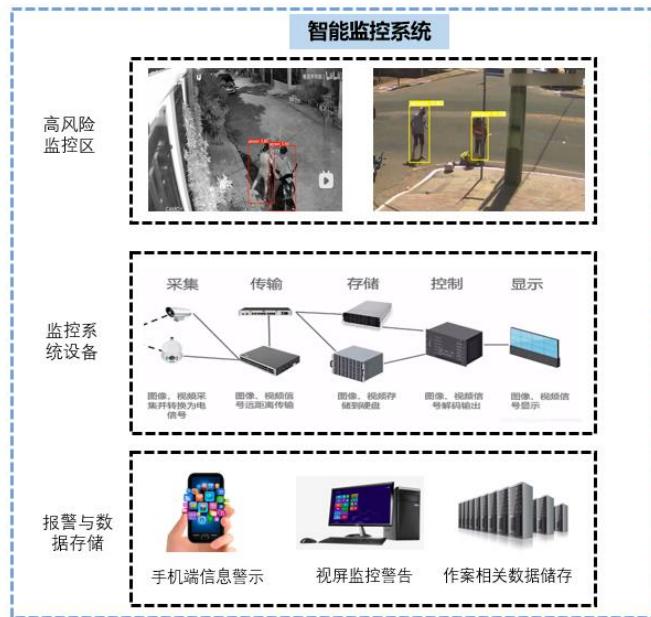 智能监控系统
高风险
监控区
监控系
统设备
采集
传输
存储
控制
显示
图像、视频采
集并转换为电
信号
图像、视频信
号远距离传输
图像、视频存
储到硬盘
图像、视频信
号解码输出
图像、视频信
号显示
报警与数
据存储
手机端信息警示
视屏监控警告
作案相关数据储存